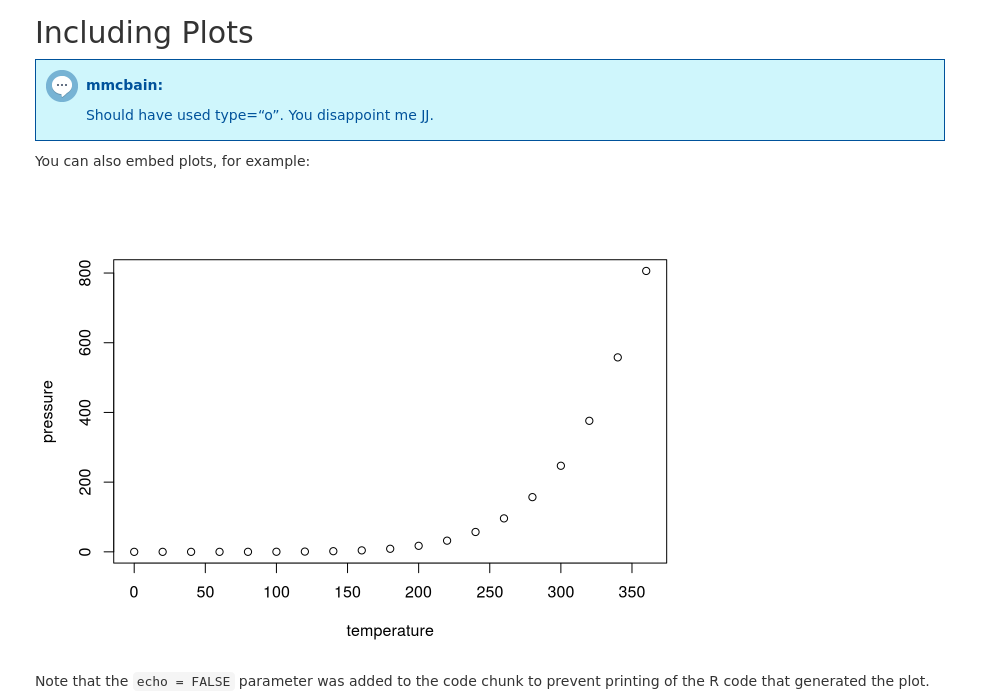 Including Plots
mmcbain:
Should have used type=“o”. You disappoint me JJ.
You can also embed plots, for example:
800
600
400
200
0
pressure
0 50 100 150 200 250 300 350
temperature
Note that the echo = FALSE parameter was added to the code chunk to prevent printing of the R code that generated the plot.